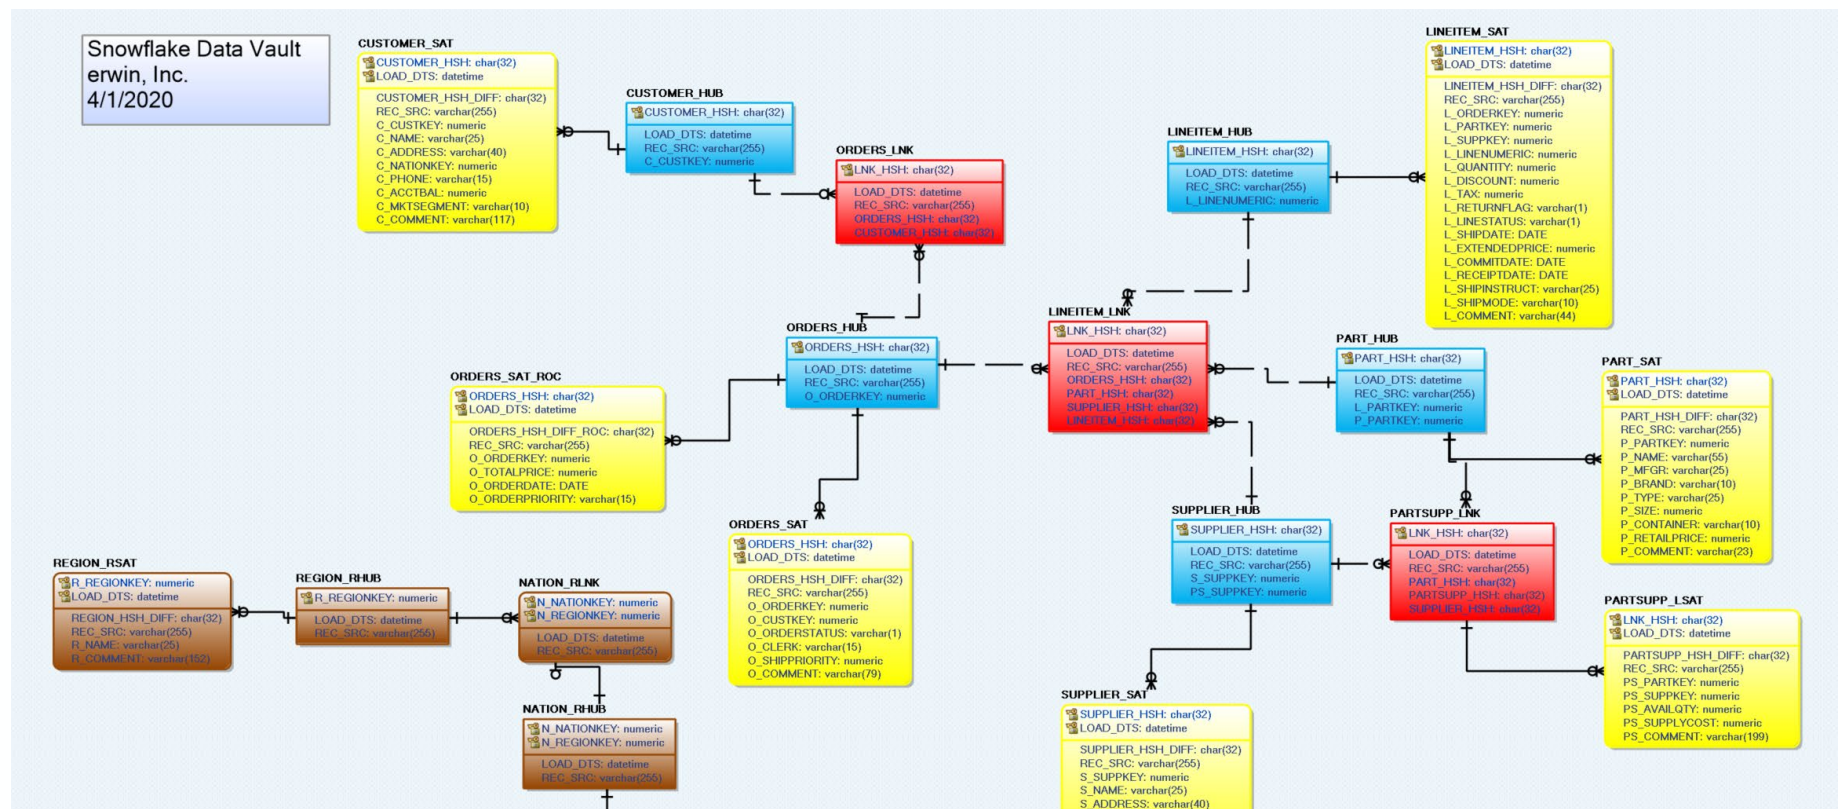 Snowflake Data Vault
erwin, Inc.
4/1/2020
CUSTOMER_SAT
CUSTOMER_HSH: char(32)
LOAD_DTS: datetime
CUSTOMER_HSH_DIFF: char(32)
REC_SRC: varchar(255)
C_CUSTKEY: numeric
C_NAME: varchar(25)
C_ADDRESS: varchar(40)
C_NATIONKEY: numeric
C_PHONE: varchar(15)
C_ACCTBAL: numeric
C_MKTSEGMENT: varchar(10)
C_COMMENT: varchar(117)
CUSTOMER_HUB
CUSTOMER_HSH: char(32)
LOAD_DTS: datetime
REC_SRC: varchar(255)
C_CUSTKEY: numeric
ORDERS_LNK
LNK_HSH: char(32)
LOAD_DTS: datetime
REC_SRC: varchar(255)
ORDERS_HSH: char(32)
CUSTOMER_HSH: char(32)
LINEITEM_HUB
LINEITEM_HSH: char(32)
LOAD_DTS: datetime
REC_SRC: varchar(255)
L_LINENUMERIC: numeric
LINEITEM_SAT
LINEITEM_HSH: char(32)
LOAD_DTS: datetime
LINEITEM_HSH_DIFF: char(32)
REC_SRC: varchar(255)
L_ORDERKEY: numeric
L_PARTKEY: numeric
L_SUPPKEY: numeric
L_LINENUMERIC: numeric
L_QUANTITY: numeric
L_DISCOUNT: numeric
L_TAX: numeric
L_RETURNFLAG: varchar(1)
L_LINESTATUS: varchar(1)
L_SHIPDATE: DATE
L_EXTENDEDPRICE: numeric
L_COMMITDATE: DATE
L_RECEIPTDATE: DATE
L_SHIPINSTRUCT: varchar(25)
L_SHIPMODE: varchar(10)
L_COMMENT: varchar(44)
ORDERS_HUB
ORDERS_HSH: char(32)
LOAD_DTS: datetime
REC_SRC: varchar(255)
O_ORDERKEY: numeric
LINEITEM_LNK
LNK_HSH: char(32)
LOAD_DTS: datetime
REC_SRC: varchar(255)
ORDERS_HSH: char(32)
PART_HSH: char(32)
SUPPLIER_HSH: char(32)
LINEITEM_HSH: char(32)
PART_HUB
PART_HSH: char(32)
LOAD_DTS: datetime
REC_SRC: varchar(255)
L_PARTKEY: numeric
P_PARTKEY: numeric
PART_SAT
PART_HSH: char(32)
LOAD_DTS: datetime
PART_HSH_DIFF: char(32)
REC_SRC: varchar(255)
P_PARTKEY: numeric
P_NAME: varchar(55)
P_MFGR: varchar(25)
P_BRAND: varchar(10)
P_TYPE: varchar(25)
P_SIZE: numeric
P_CONTAINER: varchar(10)
P_RETAILPRICE: numeric
P_COMMENT: varchar(23)
ORDERS_SAT_ROC
ORDERS_HSH: char(32)
LOAD_DTS: datetime
ORDERS_HSH_DIFF_ROC: char(32)
REC_SRC: varchar(255)
O_ORDERKEY: numeric
O_TOTALPRICE: numeric
O_ORDERDATE: DATE
O_ORDERPRIORITY: varchar(15)
ORDERS_SAT
ORDERS_HSH: char(32)
LOAD_DTS: datetime
ORDERS_HSH_DIFF: char(32)
REC_SRC: varchar(255)
O_ORDERKEY: numeric
O_CUSTKEY: numeric
O_ORDERSTATUS: varchar(1)
O_CLERK: varchar(15)
O_SHIPPRIORITY: numeric
O_COMMENT: varchar(79)
SUPPLIER_HUB
SUPPLIER_HSH: char(32)
LOAD_DTS: datetime
REC_SRC: varchar(255)
S_SUPPKEY: numeric
PS_SUPPKEY: numeric
PARTSUPP_LNK
LNK_HSH: char(32)
LOAD_DTS: datetime
REC_SRC: varchar(255)
PART_HSH: char(32)
PARTSUPP_HSH: char(32)
SUPPLIER_HSH: char(32)
PARTSUPP_LSAT
LNK_HSH: char(32)
LOAD_DTS: datetime
PARTSUPP_HSH_DIFF: char(32)
REC_SRC: varchar(255)
PS_PARTKEY: numeric
PS_SUPPKEY: numeric
PS_AVAILQTY: numeric
PS_SUPPLYCOST: numeric
PS_COMMENT: varchar(199)
REGION_RSAT
R_REGIONKEY: numeric
LOAD_DTS: datetime
REGION_HSH_DIFF: char(32)
REC_SRC: varchar(255)
R_NAME: varchar(25)
R_COMMENT: varchar(152)
REGION_RHUB
R_REGIONKEY: numeric
LOAD_DTS: datetime
REC_SRC: varchar(255)
NATION_RLNK
N_NATIONKEY: numeric
N_REGIONKEY: numeric
LOAD_DTS: datetime
REC_SRC: varchar(255)
NATION_RHUB
N_NATIONKEY: numeric
N_REGIONKEY: numeric
LOAD_DTS: datetime
REC_SRC: varchar(255)
SUPPLIER_SAT
SUPPLIER_HSH: char(32)
LOAD_DTS: datetime
SUPPLIER_HSH_DIFF: char(32)
REC_SRC: varchar(255)
S_SUPPKEY: numeric
S_NAME: varchar(25)
S_ADDRESS: varchar(40)